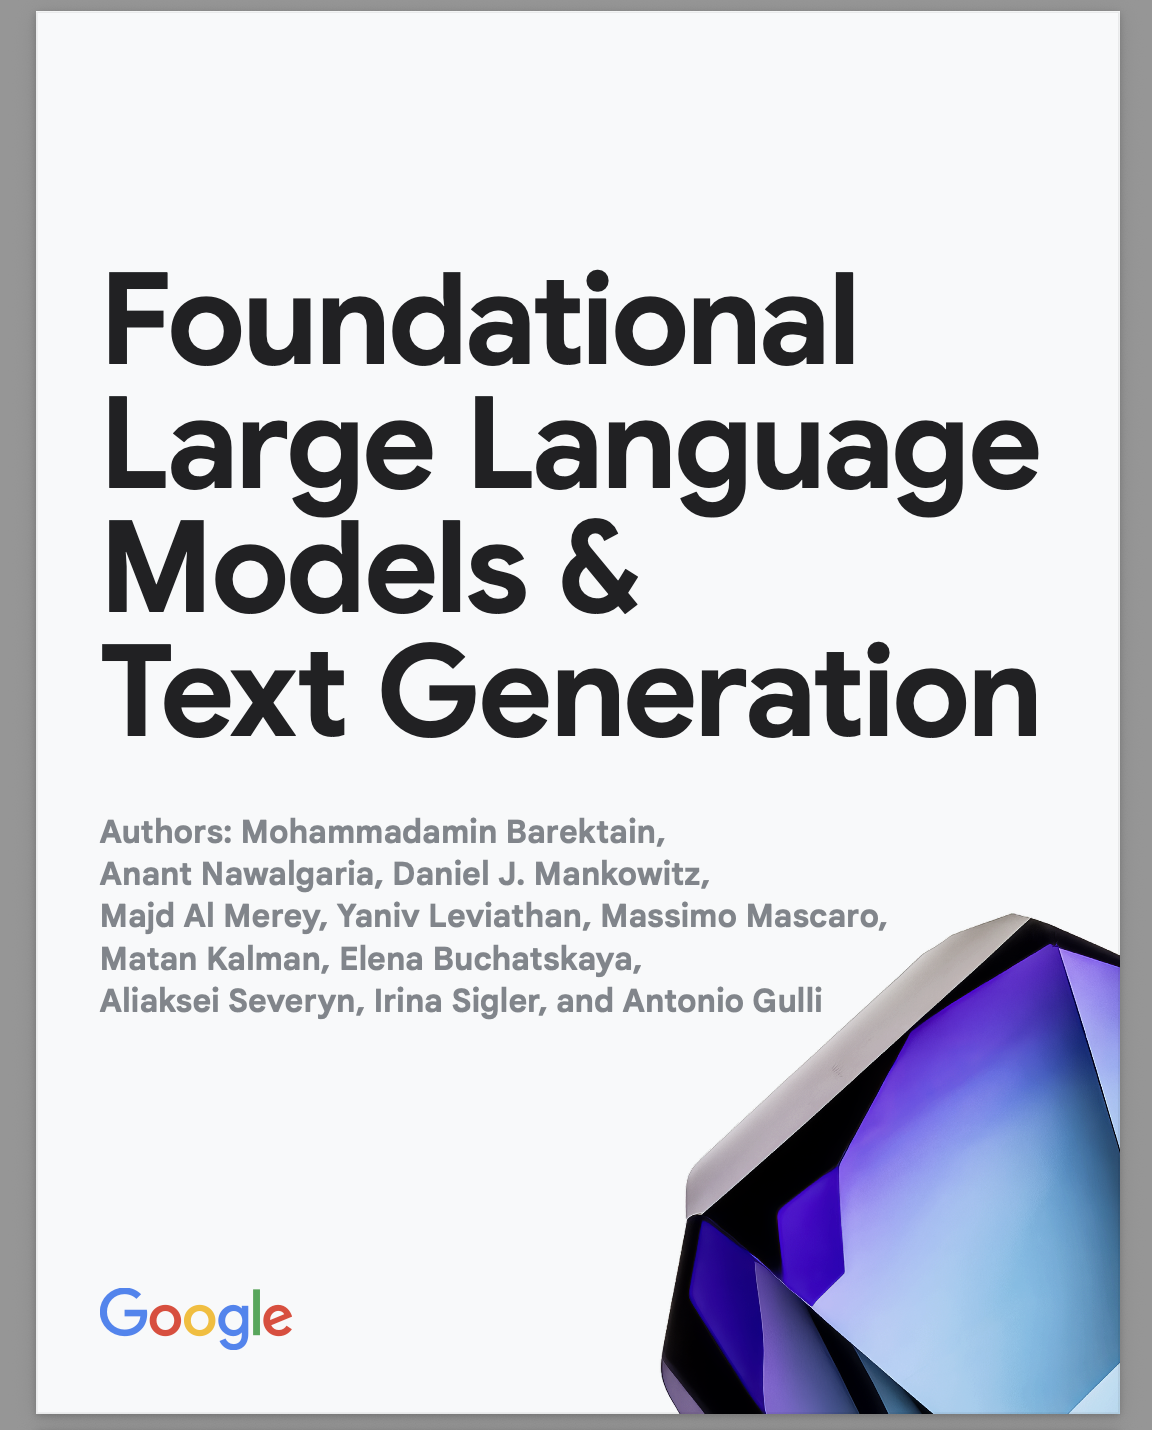 Foundational
Large Language
Models &
Text Generation
Authors: Mohammadamin Barektain,
Anant Nawalgaria, Daniel J. Mankowitz,
Majd Al Merey, Yaniv Leviathan, Massimo Mascaro,
Matan Kalman, Elena Buchatskaya,
Aliaksei Severyn, Irina Sigler, and Antonio Gulli
Google